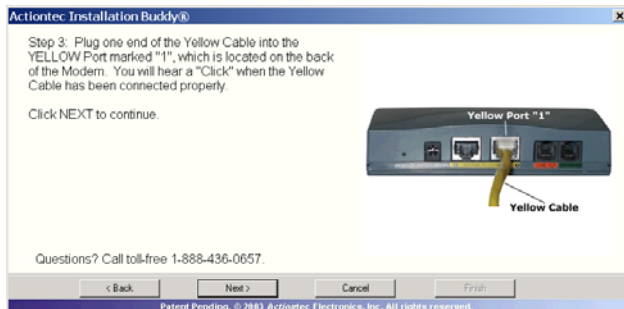 Actiontec Installation Buddy®
Step 3: Plug one end of the Yellow Cable into the
YELLOW Port marked "1", which is located on the back
of the Modem. You will hear a "Click" when the Yellow
Cable has been connected properly.
Click NEXT to continue.
Yellow Port "1"
Yellow Cable
Questions? Call toll-free 1-888-436-0657.
< Back
Next >
Cancel
Finish
Patent Pending. © 2003 Actiontec Electronics, Inc. All rights reserved.